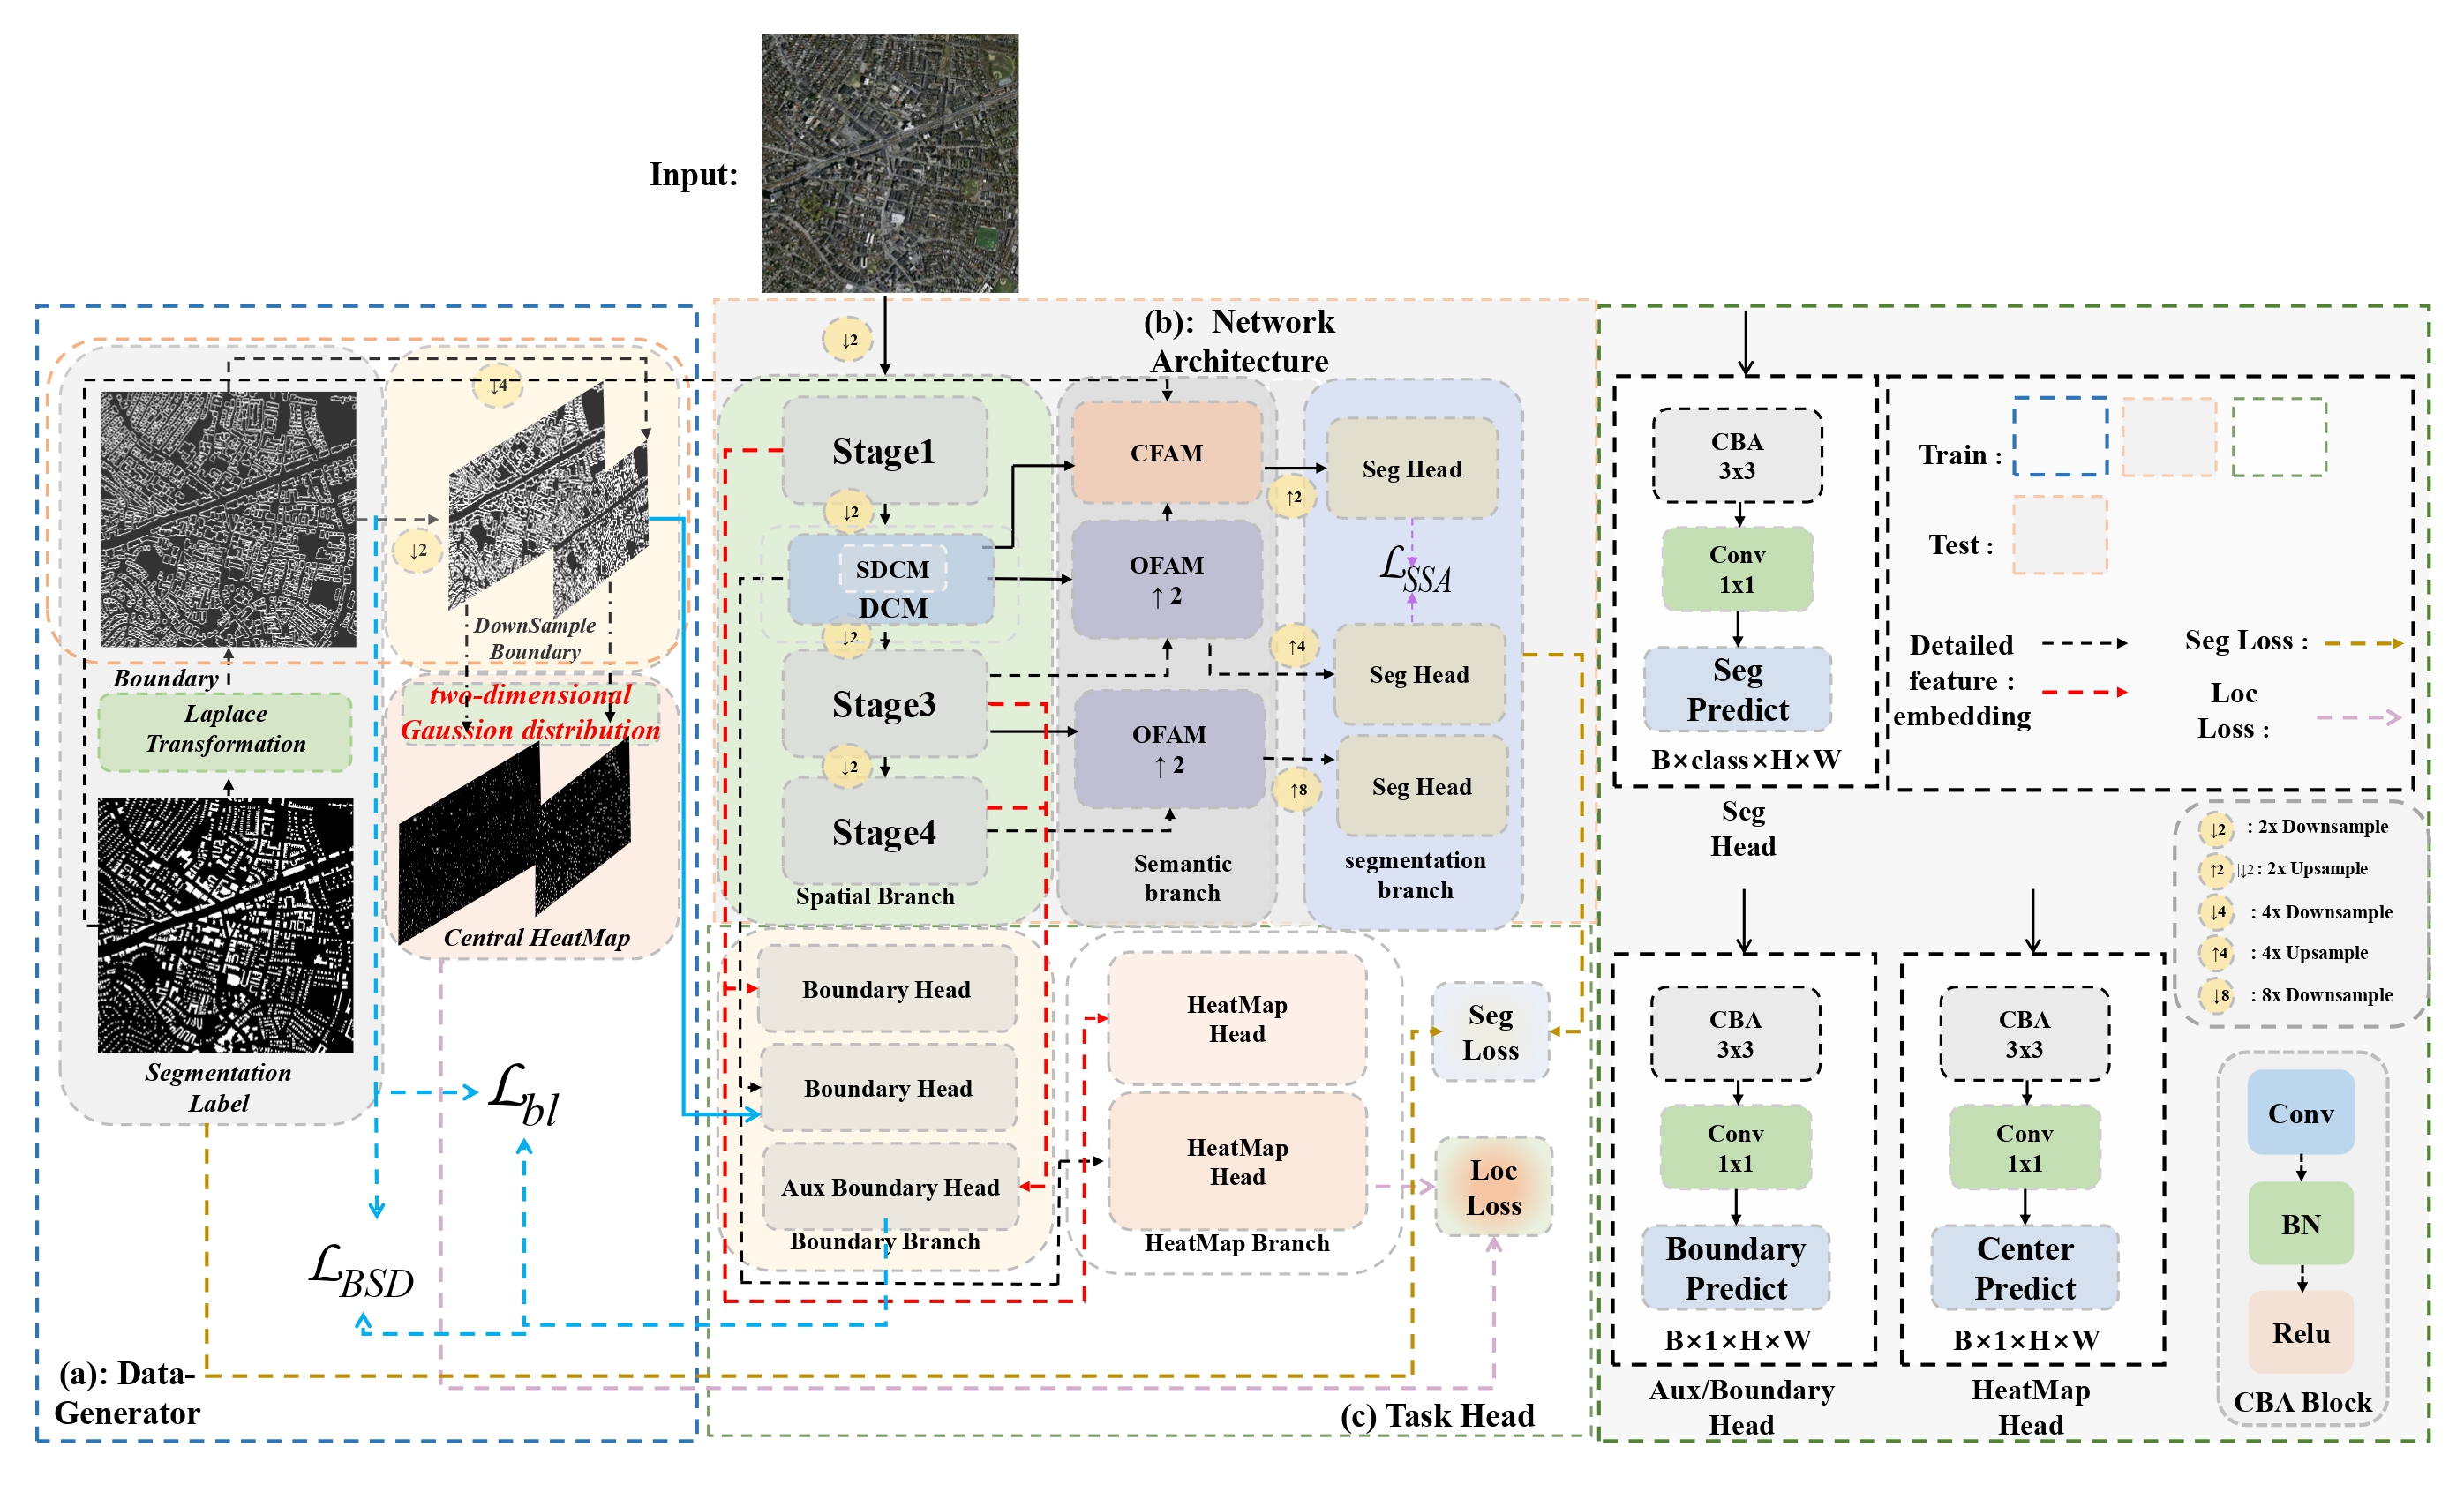 Input:
(b): Network
Architecture
↓2
↓4
↓2
Boundary
Laplace
Transformation
DownSample
Boundary
two-dimensional
Gaussion distribution
Central HeatMap
Segmentation
Label
ℒbl
ℒBSD
(a): Data-
Generator
Stage1
↓2
SDCM
DCM
↓2
Stage3
↓2
Stage4
Spatial Branch
CFAM
OFAM
↑ 2
OFAM
↑ 2
Semantic
branch
↑2
↑4
↑8
Seg Head
ℒSSA
Seg Head
Seg Head
segmentation
branch
Boundary Head
Boundary Head
Aux Boundary Head
Boundary Branch
HeatMap
Head
HeatMap
Head
HeatMap Branch
Seg
Loss
Loc
Loss
(c) Task Head
CBA
3x3
Conv
1x1
Seg
Predict
B×class×H×W
Seg
Head
Train :
Test :
Detailed
feature :
embedding
Seg Loss :
Loc
Loss :
↓2 : 2x Downsample
↑2 |↓2 : 2x Upsample
↓4 : 4x Downsample
↑4 : 4x Upsample
↓8 : 8x Downsample
CBA
3x3
Conv
1x1
Boundary
Predict
B×1×H×W
Aux/Boundary
Head
CBA
3x3
Conv
1x1
Center
Predict
B×1×H×W
HeatMap
Head
Conv
BN
Relu
CBA Block